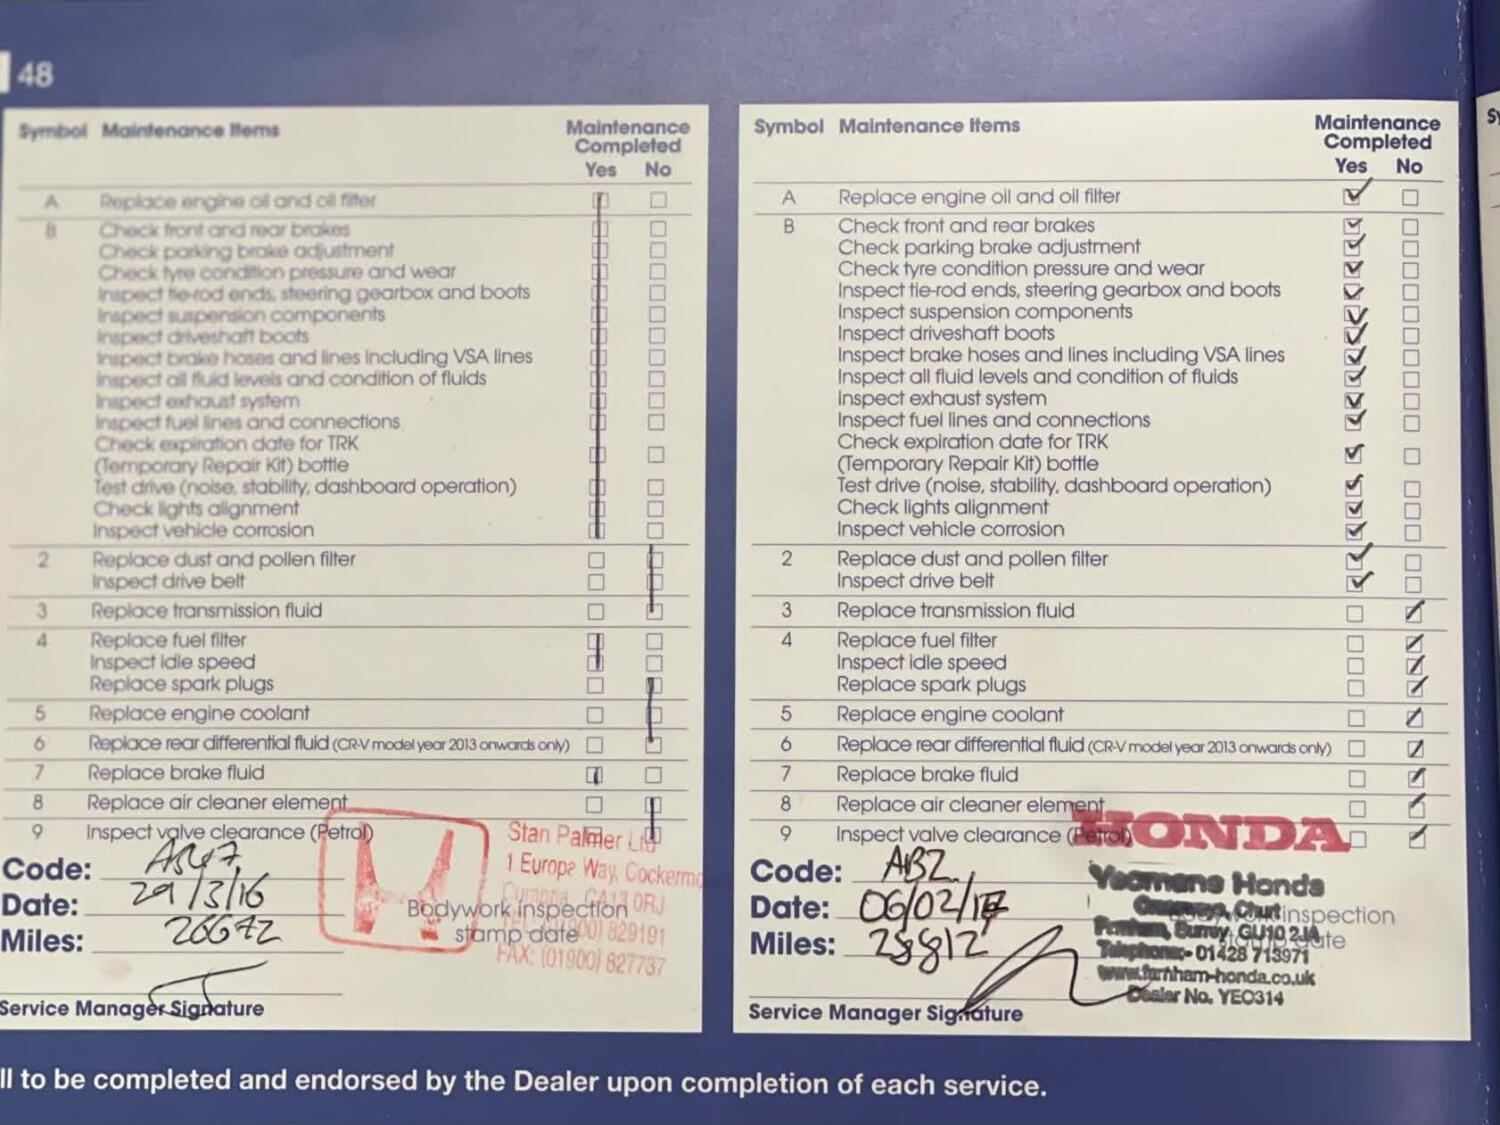 48
Symbol Maintenance Items Maintenance Completed
Yes No
A Replace engine oil and oil filter
B Check front and rear brakes
Check parking brake adjustment
Check tyre condition pressure and wear
Inspect tie-rod ends, steering gearbox and boots
Inspect suspension components
Inspect driveshaft boots
Inspect brake hoses and lines including VSA lines
Inspect all fluid levels and condition of fluids
Inspect exhaust system
Inspect fuel lines and connections
Check expiration date for TRK
(Temporary Repair Kit) bottle
Test drive (noise, stability, dashboard operation)
Check lights alignment
Inspect vehicle corrosion
2 Replace dust and pollen filter
Inspect drive belt
3 Replace transmission fluid
4 Replace fuel filter
Inspect idle speed
Replace spark plugs
5 Replace engine coolant
6 Replace rear differential fluid (CR-V model year 2013 onwards only)
7 Replace brake fluid
8 Replace air cleaner element
9 Inspect valve clearance (Petrol)
Stan Palmer Ltd
1 Europe Way, Cockermo
Cumbria, CA13 0RJ
(01900) 829191
FAX: (01900) 827737
Bodywork inspection
stamp date
Code:
Date: 29/3/16
Miles: 26642
Service Manager Signature
Symbol Maintenance Items Maintenance Completed
Yes No
A Replace engine oil and oil filter
B Check front and rear brakes
Check parking brake adjustment
Check tyre condition pressure and wear
Inspect tie-rod ends, steering gearbox and boots
Inspect suspension components
Inspect driveshaft boots
Inspect brake hoses and lines including VSA lines
Inspect all fluid levels and condition of fluids
Inspect exhaust system
Inspect fuel lines and connections
Check expiration date for TRK
(Temporary Repair Kit) bottle
Test drive (noise, stability, dashboard operation)
Check lights alignment
Inspect vehicle corrosion
2 Replace dust and pollen filter
Inspect drive belt
3 Replace transmission fluid
4 Replace fuel filter
Inspect idle speed
Replace spark plugs
5 Replace engine coolant
6 Replace rear differential fluid (CR-V model year 2013 onwards only)
7 Replace brake fluid
8 Replace air cleaner element
9 Inspect valve clearance (Petrol)
HONDA
Yeomans Honda
Churt
Farnham, Surrey, GU10 2JA
Telephone:- 01428 713971
www.farnham-honda.co.uk
Dealer No. YEO314
inspection
date
Code: ABZ
Date: 06/02/17
Miles: 28812
Service Manager Signature
ll to be completed and endorsed by the Dealer upon completion of each service.